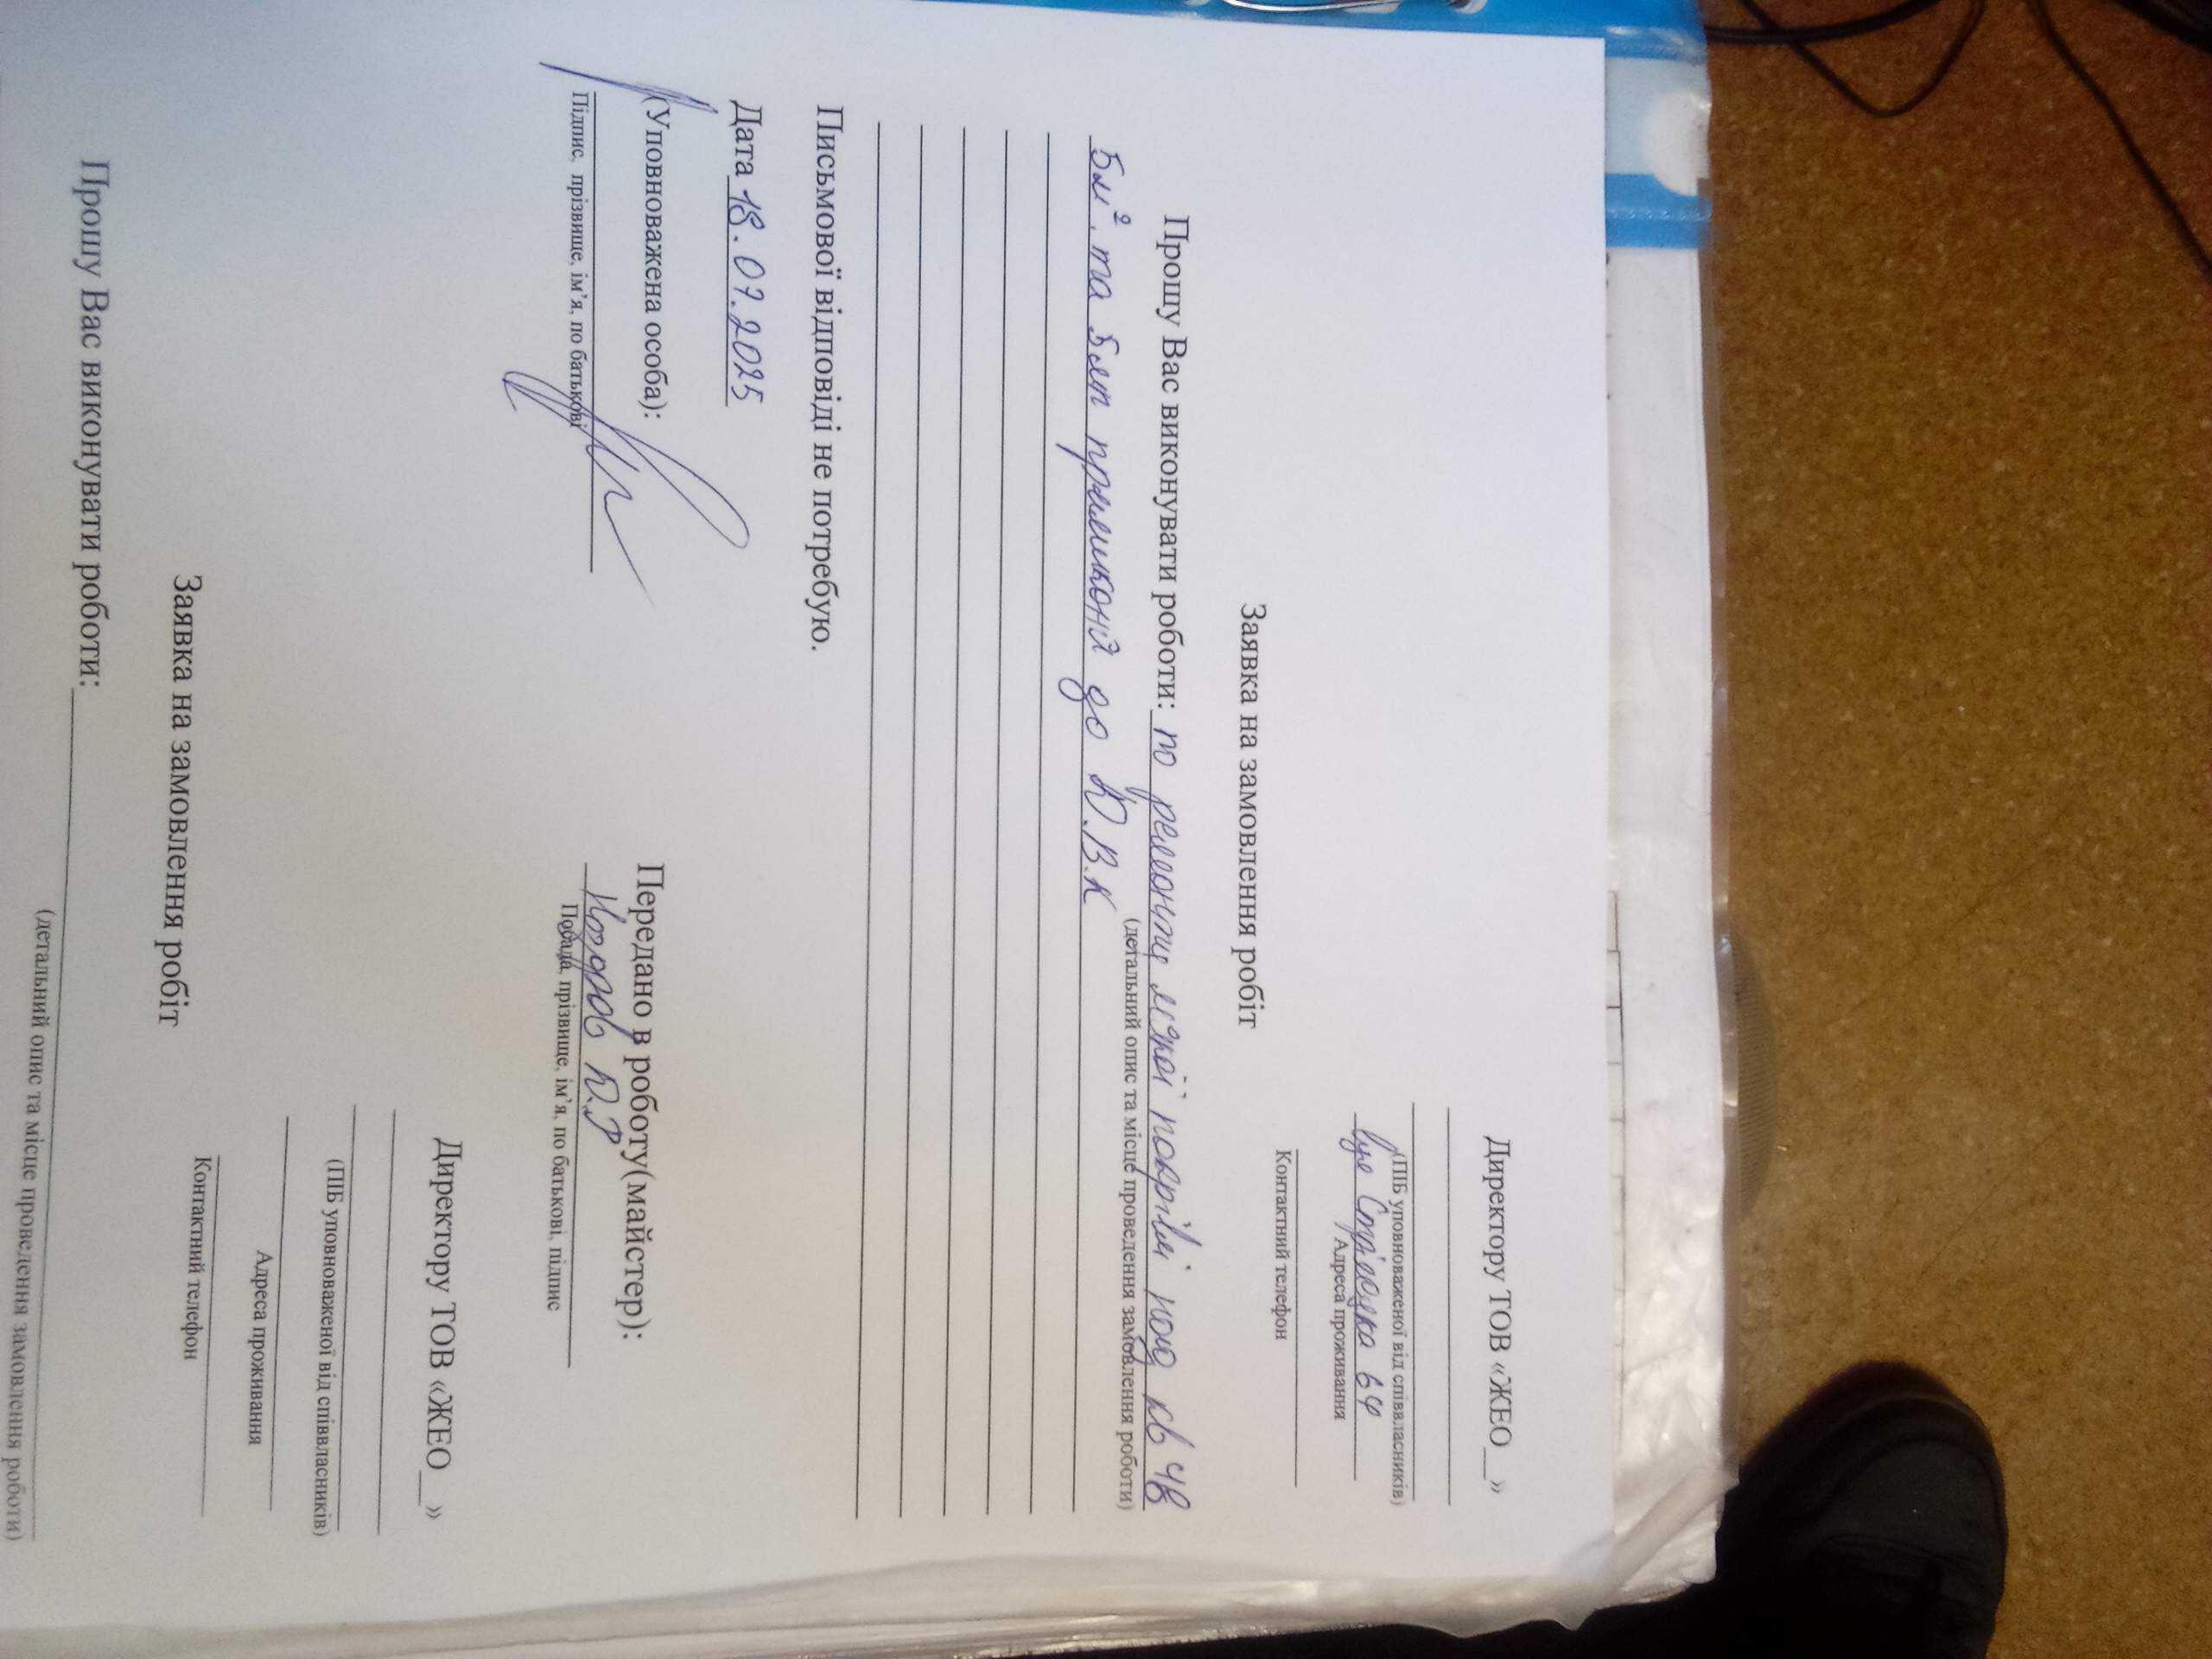 Директору ТОВ «ЖЕО__»
(ПІБ уповноваженої від співвласників)
вул 6
Адреса проживання
Контактний телефон
Заявка на замовлення робіт
Прошу Вас виконувати роботи: по ремонту м'якої покрівлі над кв 48
(детальний опис та місце проведення замовлення роботи)
5м². та 5мп до
Письмової відповіді не потребую.
Дата 18.07.2025
(Уповноважена особа):
Підпис, прізвище, ім'я, по батькові
Передано в роботу(майстер):
Посада, прізвище, ім'я, по батькові, підпис
Директору ТОВ «ЖЕО__»
(ПІБ уповноваженої від співвласників)
Адреса проживання
Контактний телефон
Заявка на замовлення робіт
Прошу Вас виконувати роботи:
(детальний опис та місце проведення замовлення роботи)